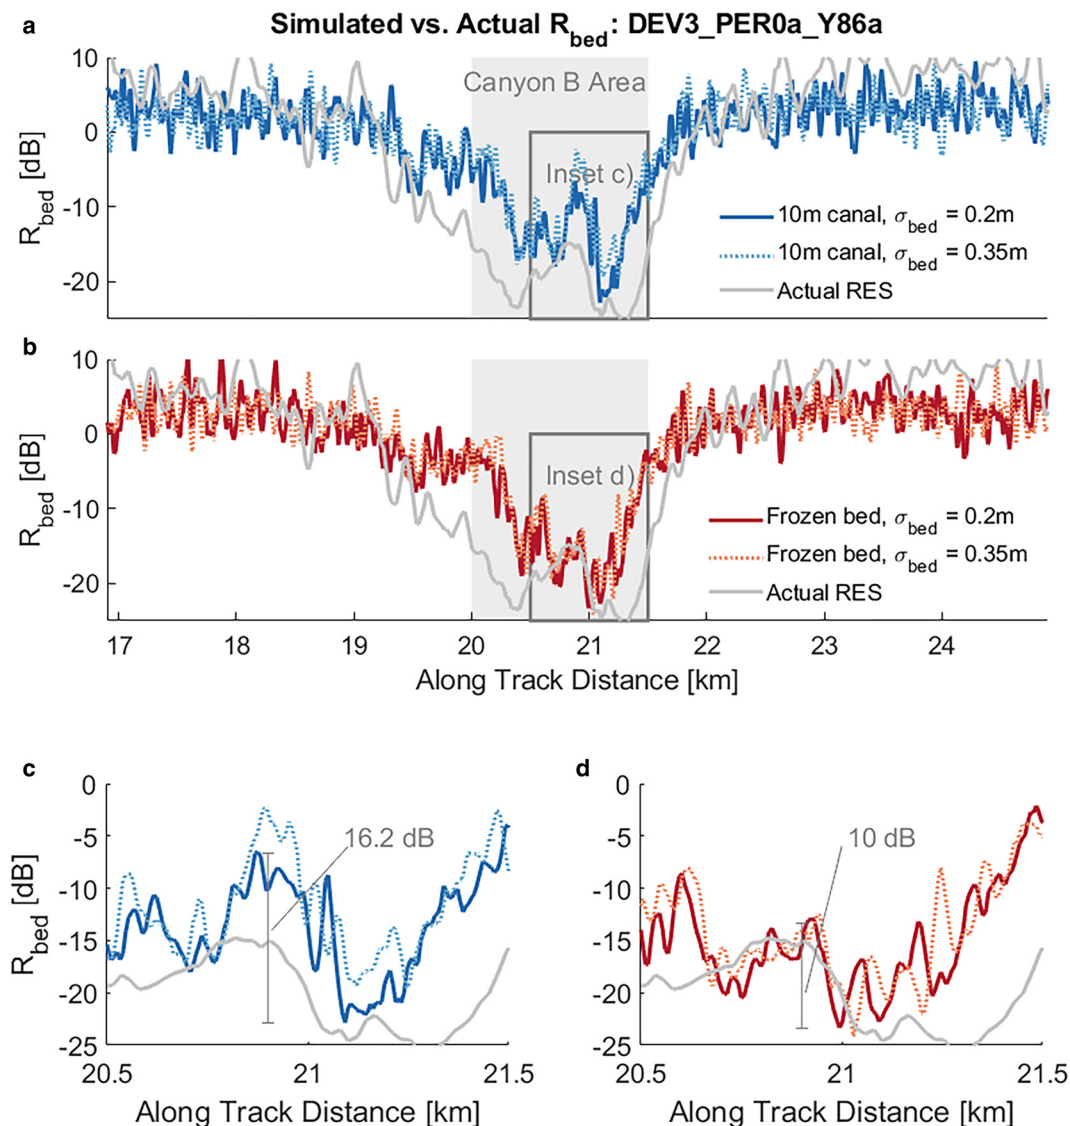 Simulated vs. Actual R_bed: DEV3_PER0a_Y86a
a
10
0
-10
-20
R_bed [dB]
Canyon B Area
Inset c)
10m canal, σ_bed = 0.2m
10m canal, σ_bed = 0.35m
Actual RES
b
10
0
-10
-20
R_bed [dB]
Inset d)
Frozen bed, σ_bed = 0.2m
Frozen bed, σ_bed = 0.35m
Actual RES
17 18 19 20 21 22 23 24
Along Track Distance [km]
c
0
-5
-10
-15
-20
-25
R_bed [dB]
16.2 dB
20.5 21 21.5
Along Track Distance [km]
d
0
-5
-10
-15
-20
-25
10 dB
20.5 21 21.5
Along Track Distance [km]